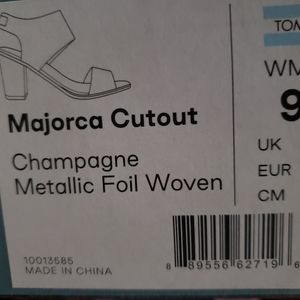 TOM
WM
9
Majorca Cutout
UK
Champagne
EUR
Metallic Foil Woven
CM
10013585
MADE IN CHINA
8 89556 62719 6